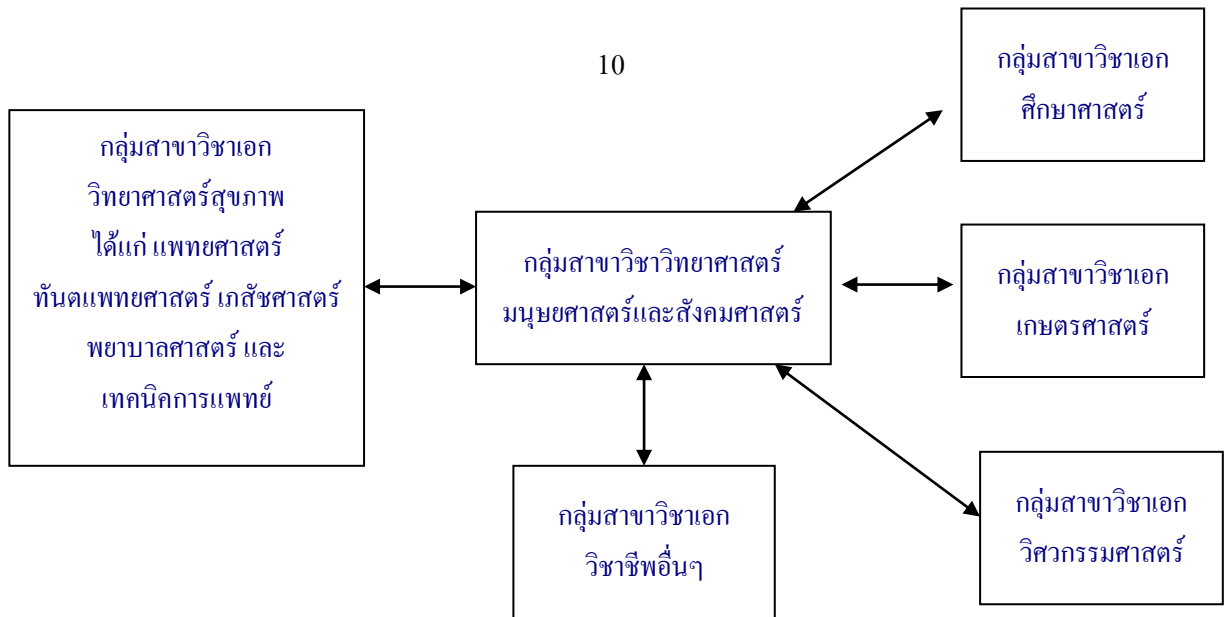 10
กลุ่มสาขาวิชาเอก
ศึกษาศาสตร์
กลุ่มสาขาวิชาเอก
วิทยาศาสตร์สุขภาพ
ได้แก่ แพทยศาสตร์
ทันตแพทยศาสตร์ เภสัชศาสตร์
พยาบาลศาสตร์ และ
เทคนิคการแพทย์
กลุ่มสาขาวิชาวิทยาศาสตร์
มนุษยศาสตร์และสังคมศาสตร์
กลุ่มสาขาวิชาเอก
เกษตรศาสตร์
กลุ่มสาขาวิชาเอก
วิชาชีพอื่นๆ
กลุ่มสาขาวิชาเอก
วิศวกรรมศาสตร์